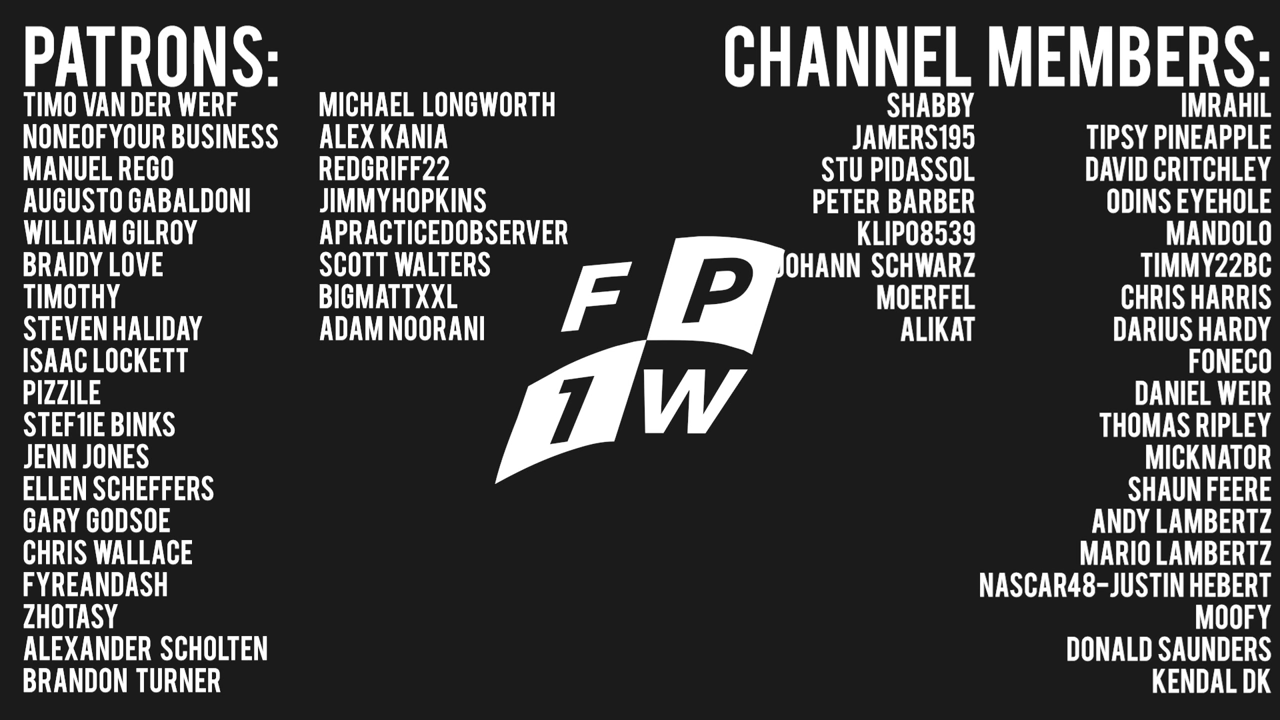 PATRONS:
TIMO VAN DER WERF
NONEOFYOUR BUSINESS
MANUEL REGO
AUGUSTO GABALDONI
WILLIAM GILROY
BRAIDY LOVE
TIMOTHY
STEVEN HALIDAY
ISAAC LOCKETT
PIZZILE
STEF1IE BINKS
JENN JONES
ELLEN SCHEFFERS
GARY GODSOE
CHRIS WALLACE
FYREANDASH
ZHOTASY
ALEXANDER SCHOLTEN
BRANDON TURNER
MICHAEL LONGWORTH
ALEX KANIA
REDGRIFF22
JIMMYHOPKINS
APRACTICEDOBSERVER
SCOTT WALTERS
BIGMATTXXL
ADAM NOORANI
F P
1 W
CHANNEL MEMBERS:
SHABBY
JAMERS195
STU PIDASSOL
PETER BARBER
KLIPO8539
JOHANN SCHWARZ
MOERFEL
ALIKAT
IMRAHIL
TIPSY PINEAPPLE
DAVID CRITCHLEY
ODINS EYEHOLE
MANDOLO
TIMMY22BC
CHRIS HARRIS
DARIUS HARDY
FONECO
DANIEL WEIR
THOMAS RIPLEY
MICKNATOR
SHAUN FEERE
ANDY LAMBERTZ
MARIO LAMBERTZ
NASCAR48-JUSTIN HEBERT
MOOFY
DONALD SAUNDERS
KENDAL DK